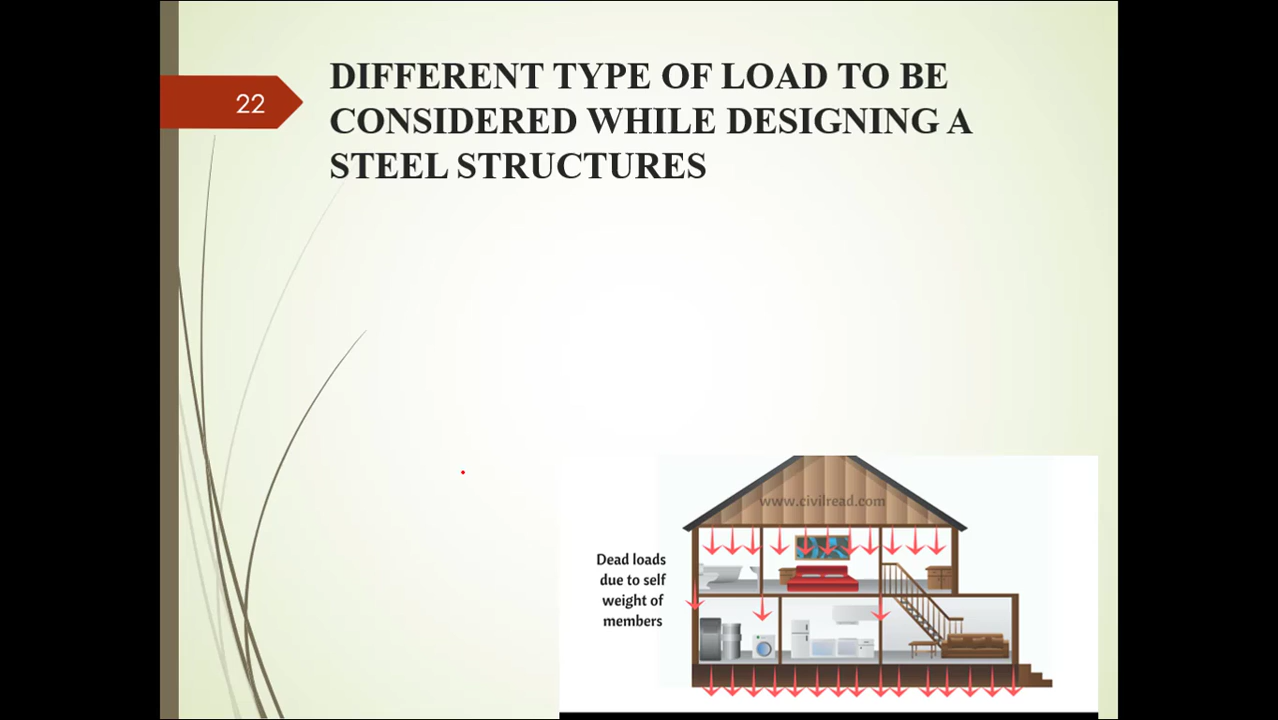 22
DIFFERENT TYPE OF LOAD TO BE
CONSIDERED WHILE DESIGNING A
STEEL STRUCTURES
www.civilread.com
Dead loads
due to self
weight of
members